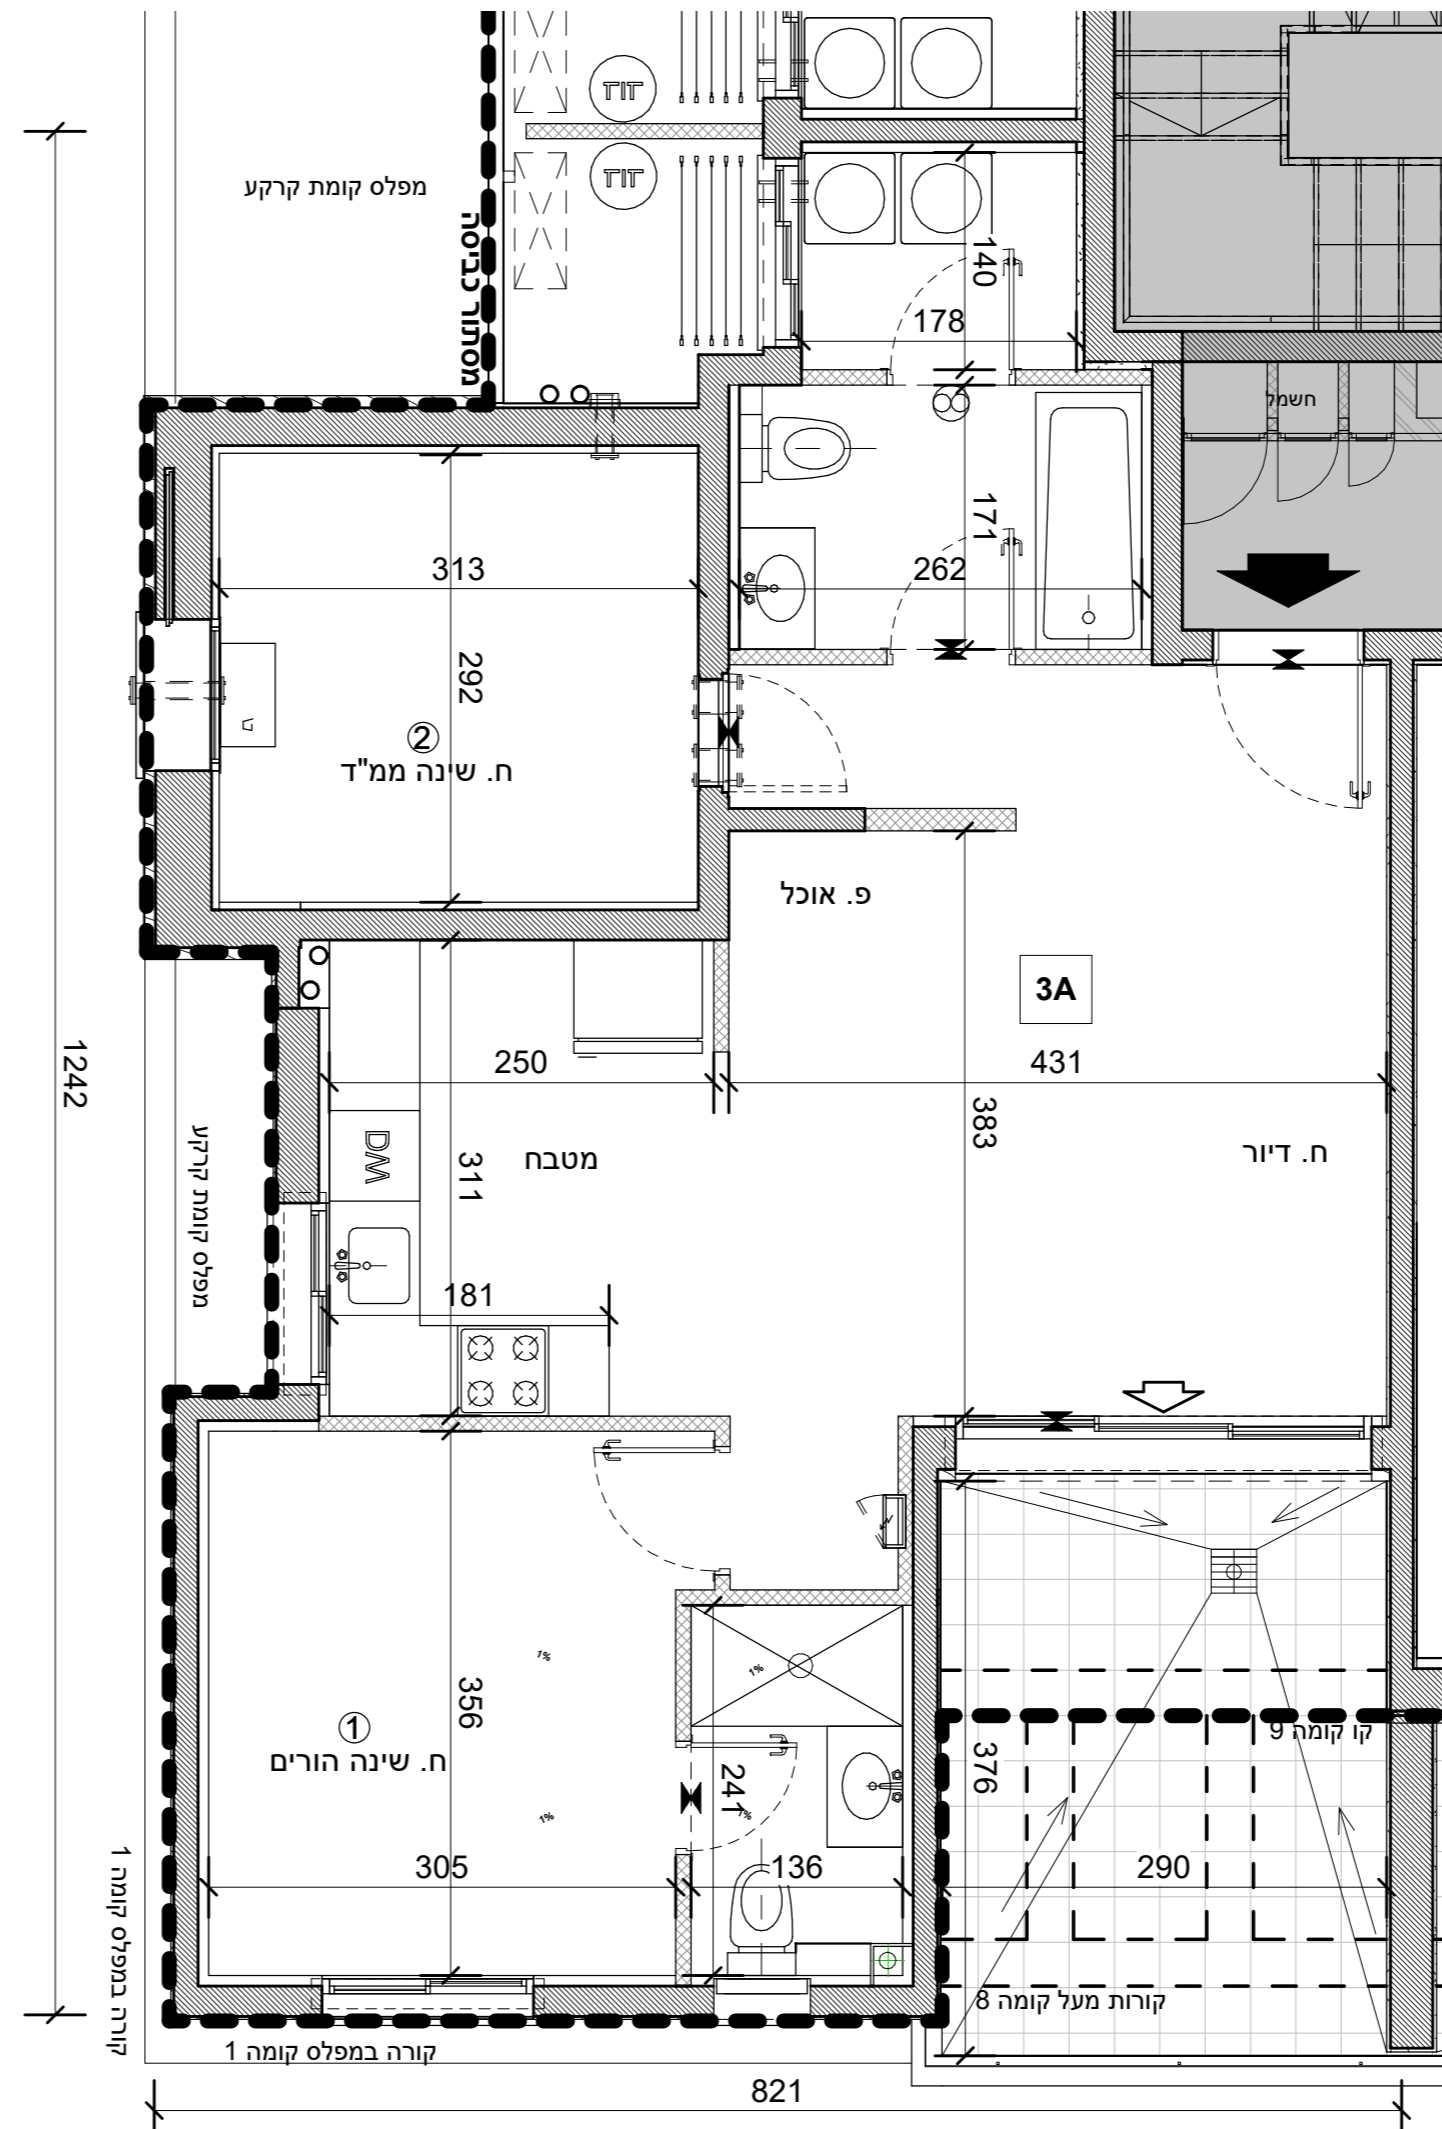 דוד
דוד
מפלס קומת קרקע
מסתור כביסה
140
178
חשמל
171
262
313
292
2
ח. שינה ממ"ד
ג
פ. אוכל
3A
1242
250
431
383
DW
311
מטבח
ח. דיור
מפלס קומת קרקע
181
1%
1%
356
1
ח. שינה הורים
קו קומה 9
376
241
1%
1%
305
136
290
קורות מעל קומה 8
קורה במפלס קומה 1
קורה במפלס קומה 1
821